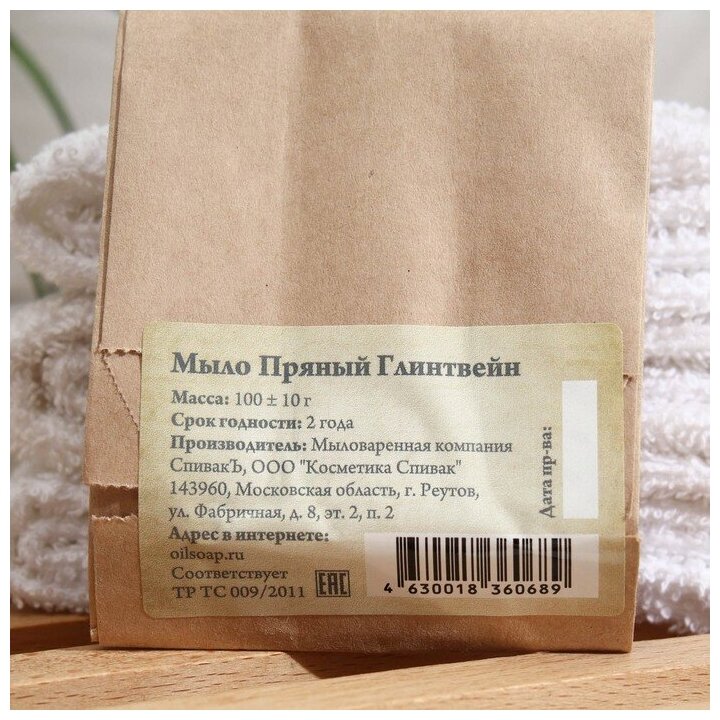 Мыло Пряный Глинтвейн
Масса: 100 ± 10 г
Срок годности: 2 года
Производитель: Мыловаренная компания
СпивакЪ, ООО "Косметика Спивак"
143960, Московская область, г. Реутов,
ул. Фабричная, д. 8, эт. 2, п. 2
Адрес в интернете:
oilsoap.ru
Соответствует
ТР ТС 009/2011
EAC
Дата пр-ва:
4 630018 360689